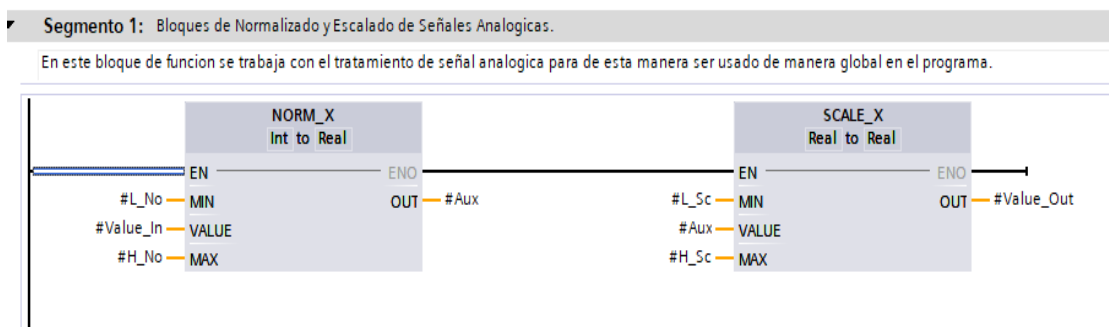 Segmento 1: Bloques de Normalizado y Escalado de Señales Analogicas.
En este bloque de funcion se trabaja con el tratamiento de señal analogica para de esta manera ser usado de manera global en el programa.
NORM_X
Int to Real
EN ENO
#L_No MIN OUT #Aux
#Value_In VALUE
#H_No MAX
SCALE_X
Real to Real
EN ENO
#L_Sc MIN OUT #Value_Out
#Aux VALUE
#H_Sc MAX